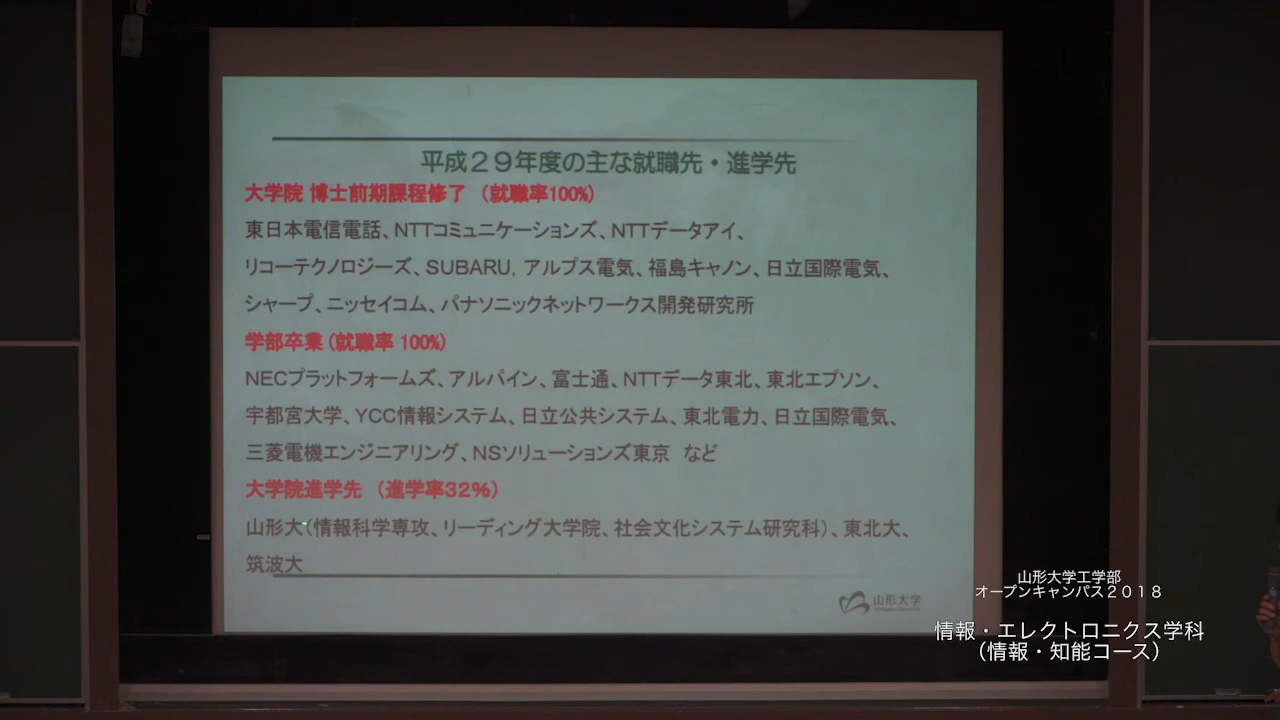 平成２９年度の主な就職先・進学先
大学院 博士前期課程修了 （就職率100%）
東日本電信電話、NTTコミュニケーションズ、NTTデータアイ、
リコーテクノロジーズ、SUBARU, アルプス電気、福島キャノン、日立国際電気、
シャープ、ニッセイコム、パナソニックネットワークス開発研究所
学部卒業（就職率 100%）
NECプラットフォームズ、アルパイン、富士通、NTTデータ東北、東北エプソン、
宇都宮大学、YCC情報システム、日立公共システム、東北電力、日立国際電気、
三菱電機エンジニアリング、NSソリューションズ東京 など
大学院進学先 （進学率３２％）
山形大（情報科学専攻、リーディング大学院、社会文化システム研究科）、東北大、
筑波大
山形大学
山形大学工学部
オープンキャンパス２０１８
情報・エレクトロニクス学科
（情報・知能コース）